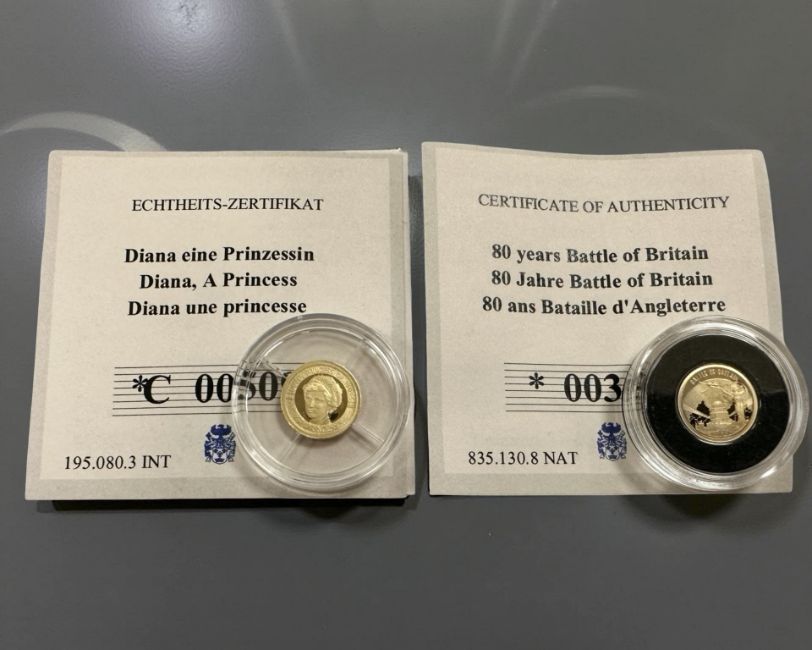 ECHTHEITS-ZERTIFIKAT
Diana eine Prinzessin
Diana, A Princess
Diana une princesse
*C
195.080.3 INT
CERTIFICATE OF AUTHENTICITY
80 years Battle of Britain
80 Jahre Battle of Britain
80 ans Bataille d'Angleterre
* 003
835.130.8 NAT